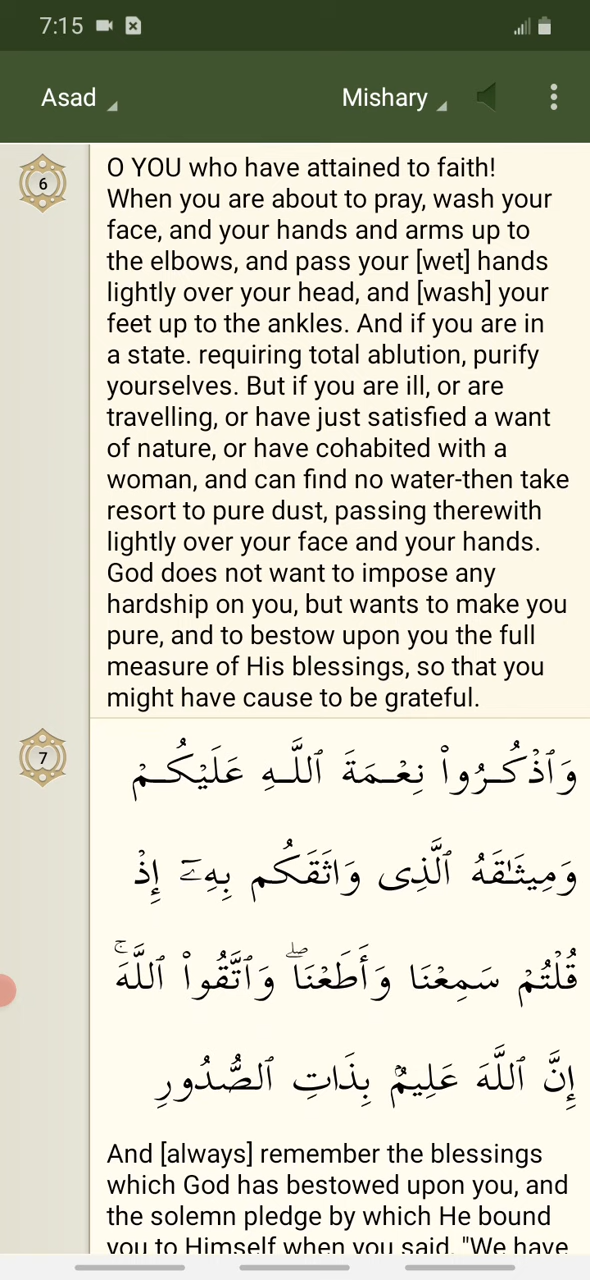 7:15
Asad
Mishary
6
O YOU who have attained to faith!
When you are about to pray, wash your
face, and your hands and arms up to
the elbows, and pass your [wet] hands
lightly over your head, and [wash] your
feet up to the ankles. And if you are in
a state. requiring total ablution, purify
yourselves. But if you are ill, or are
travelling, or have just satisfied a want
of nature, or have cohabited with a
woman, and can find no water-then take
resort to pure dust, passing therewith
lightly over your face and your hands.
God does not want to impose any
hardship on you, but wants to make you
pure, and to bestow upon you the full
measure of His blessings, so that you
might have cause to be grateful.
7
وَٱذْكُرُوا۟ نِعْمَةَ ٱللَّهِ عَلَيْكُمْ
وَمِيثَـٰقَهُ ٱلَّذِى وَاثَقَكُم بِهِۦٓ إِذْ
قُلْتُمْ سَمِعْنَا وَأَطَعْنَا ۖ وَٱتَّقُوا۟ ٱللَّهَ ۚ
إِنَّ ٱللَّهَ عَلِيمٌۢ بِذَاتِ ٱلصُّدُورِ
And [always] remember the blessings
which God has bestowed upon you, and
the solemn pledge by which He bound
you to Himself when you said, "We have